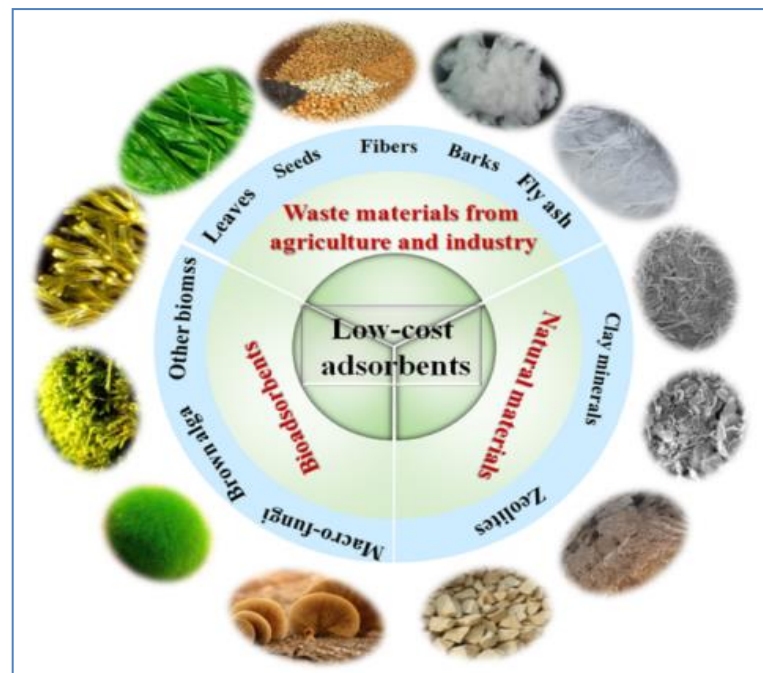 Leaves
Seeds
Fibers
Barks
Fly ash
Waste materials from
agriculture and industry
Other biomss
Low-cost
adsorbents
Natural materials
Clay minerals
Bioadsorbents
Brown alga
Macro-fungi
Zeolites